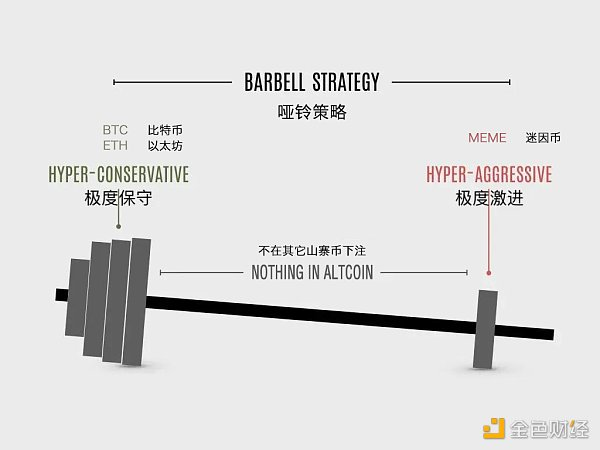 BARBELL STRATEGY
哑铃策略
BTC 比特币
ETH 以太坊
HYPER-CONSERVATIVE
极度保守
MEME 迷因币
HYPER-AGGRESSIVE
极度激进
不在其它山寨币下注
NOTHING IN ALTCOIN
金色财经